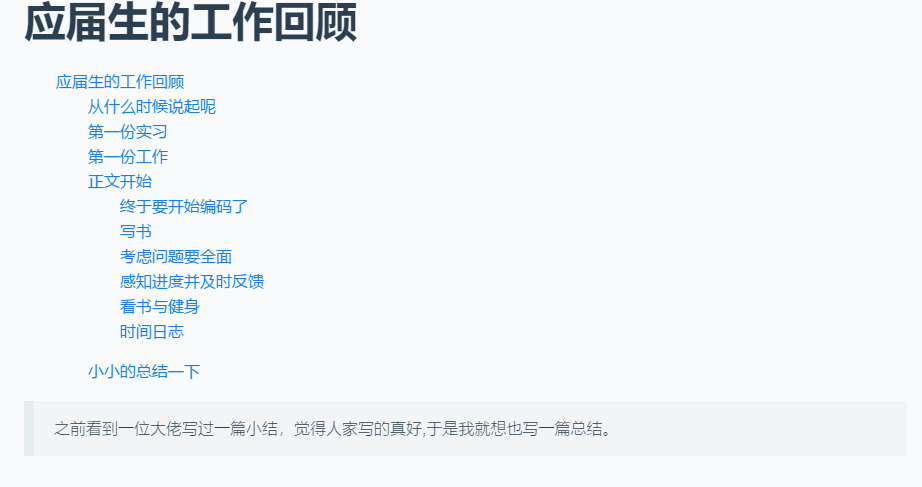 应届生的工作回顾
应届生的工作回顾
从什么时候说起呢
第一份实习
第一份工作
正文开始
终于要开始编码了
写书
考虑问题要全面
感知进度并及时反馈
看书与健身
时间日志
小小的总结一下
之前看到一位大佬写过一篇小结，觉得人家写的真好,于是我就想也写一篇总结。